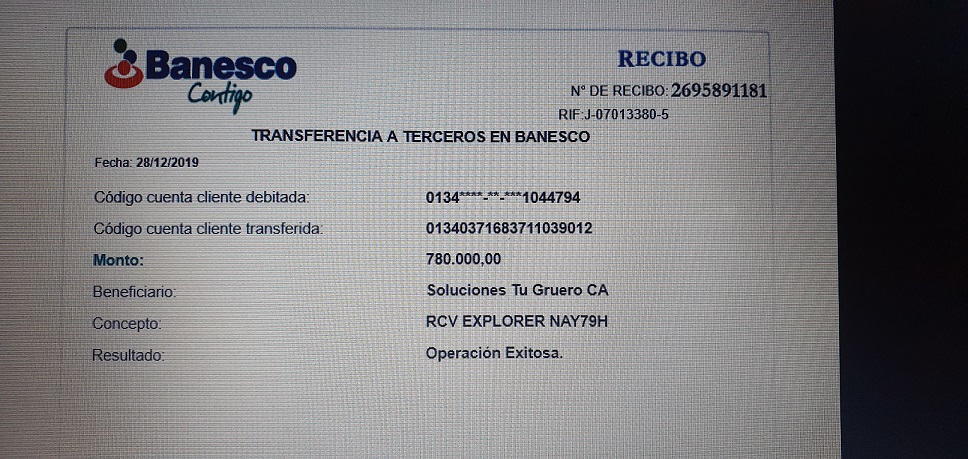 Banesco
Contigo
RECIBO
N° DE RECIBO: 2695891181
RIF:J-07013380-5
TRANSFERENCIA A TERCEROS EN BANESCO
Fecha: 28/12/2019
Código cuenta cliente debitada: 0134****-**-***1044794
Código cuenta cliente transferida: 01340371683711039012
Monto: 780.000,00
Beneficiario: Soluciones Tu Gruero CA
Concepto: RCV EXPLORER NAY79H
Resultado: Operación Exitosa.